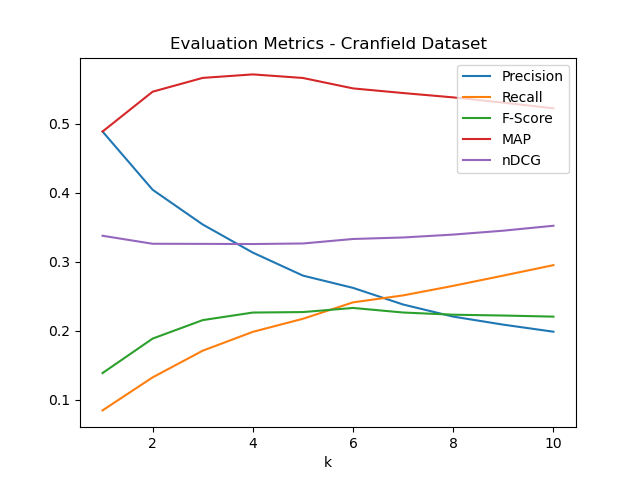 Evaluation Metrics - Cranfield Dataset
Precision
Recall
F-Score
MAP
nDCG
0.5
0.4
0.3
0.2
0.1
2
4
6
8
10
k